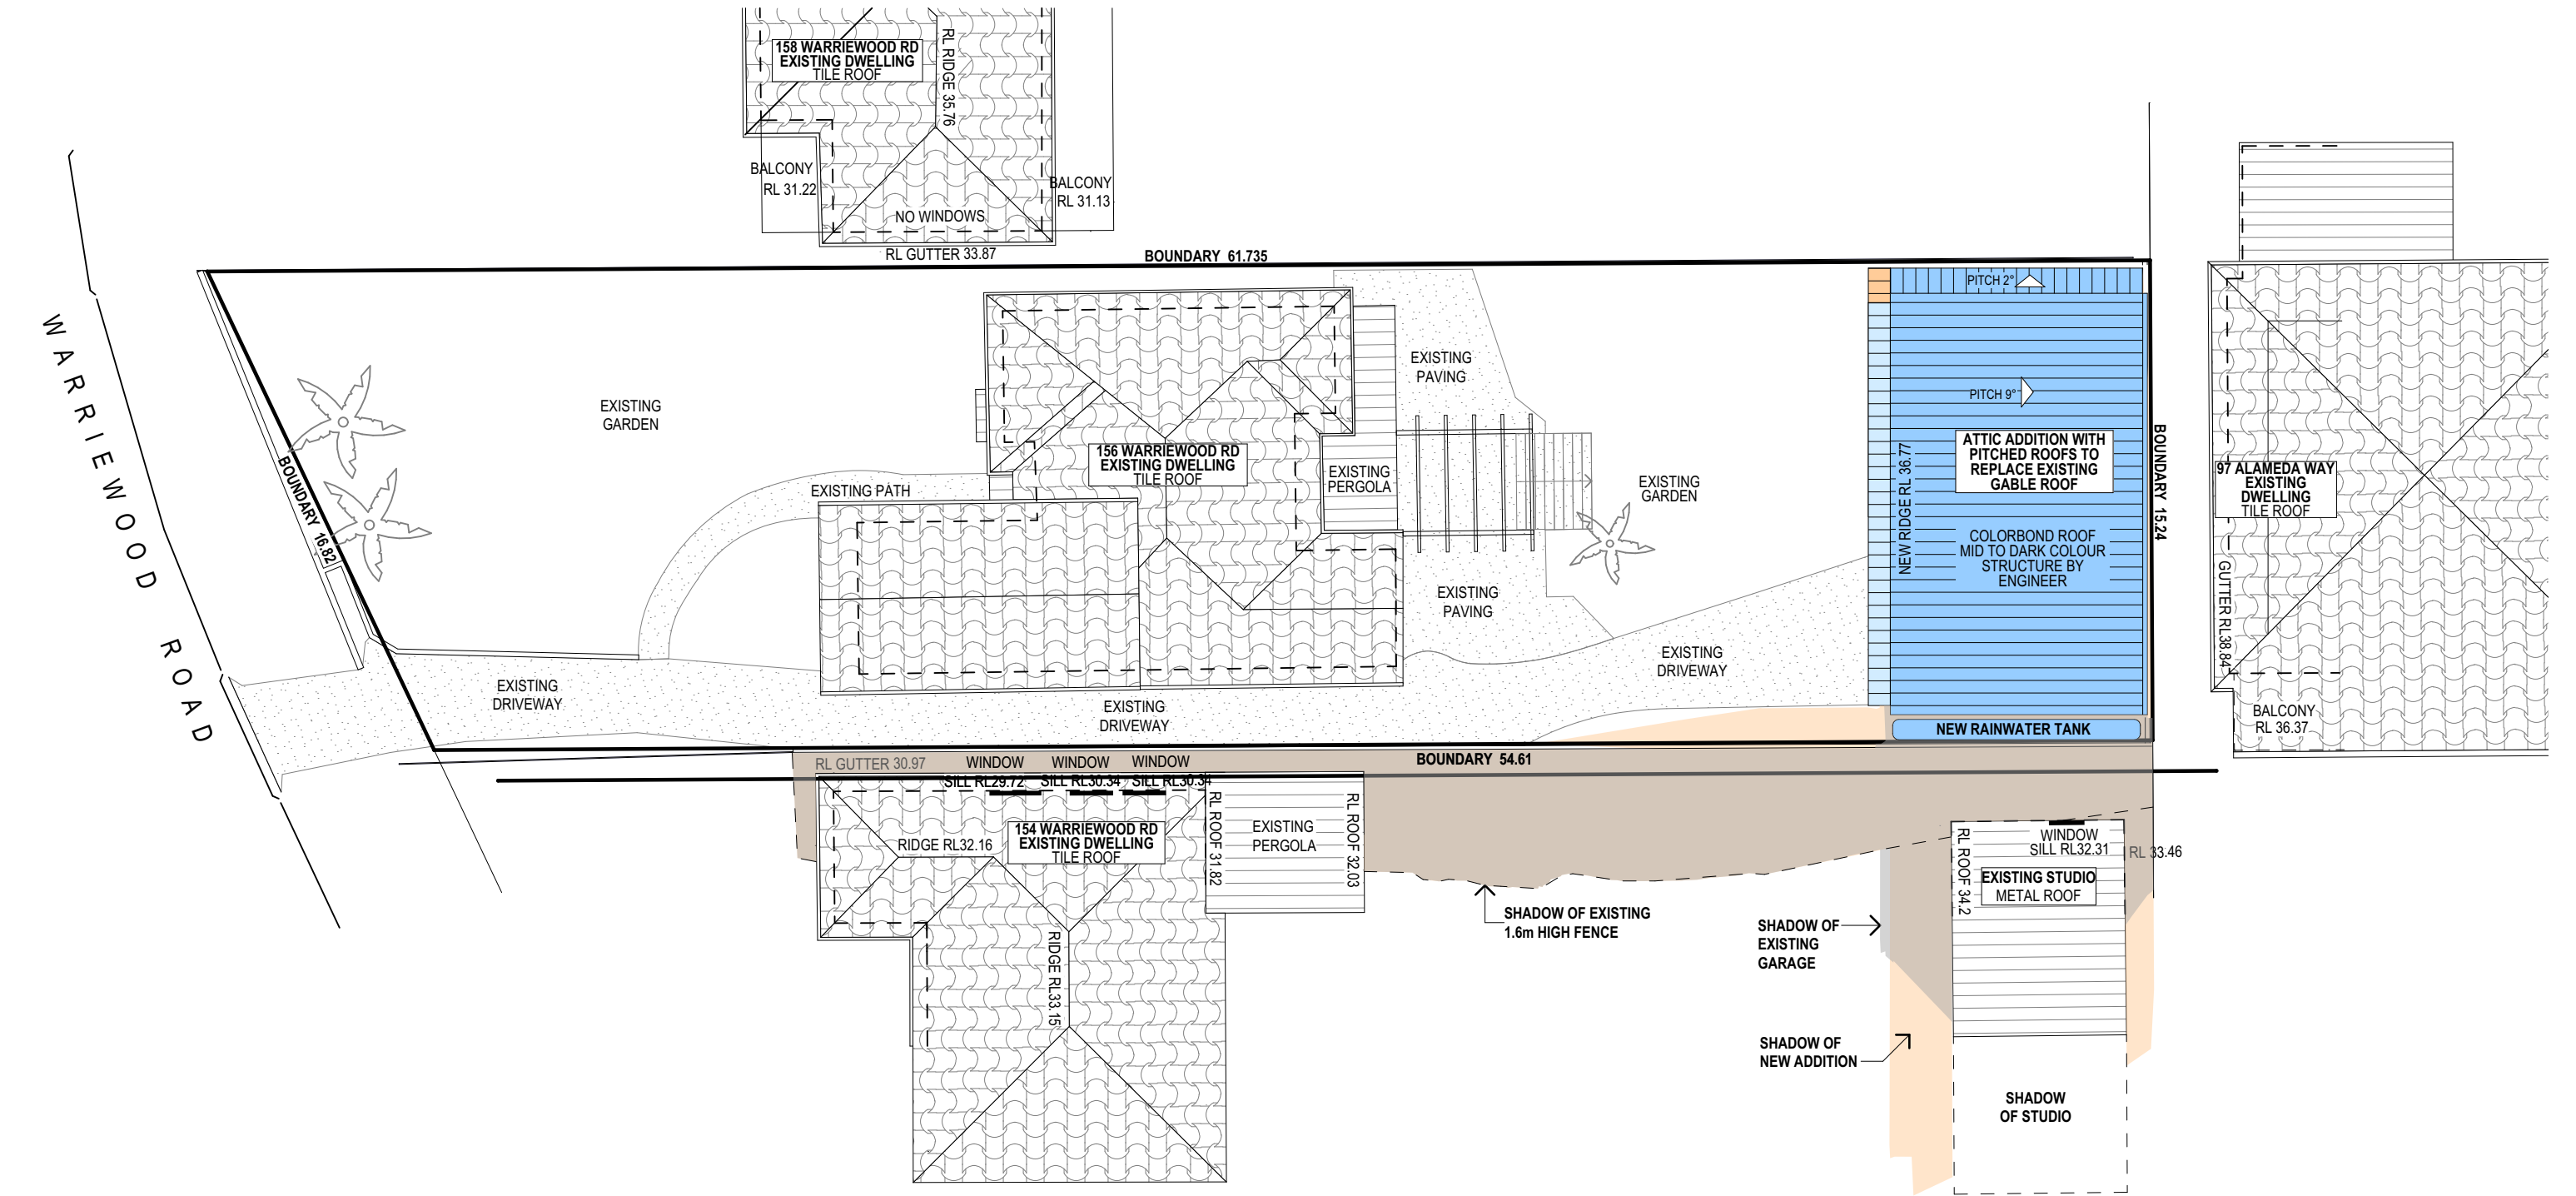 158 WARRIEWOOD RD
EXISTING DWELLING
TILE ROOF
RL RIDGE 35.76
BALCONY
RL 31.22
BALCONY
RL 31.13
NO WINDOWS
RL GUTTER 33.87
BOUNDARY 61.735
WARRIEWOOD ROAD
BOUNDARY 16.82
EXISTING
GARDEN
EXISTING PATH
156 WARRIEWOOD RD
EXISTING DWELLING
TILE ROOF
EXISTING
PERGOLA
EXISTING
PAVING
EXISTING
GARDEN
EXISTING
PAVING
EXISTING
DRIVEWAY
EXISTING
DRIVEWAY
EXISTING
DRIVEWAY
PITCH 2°
PITCH 9°
NEW RIDGE RL 36.77
ATTIC ADDITION WITH
PITCHED ROOFS TO
REPLACE EXISTING
GABLE ROOF
COLORBOND ROOF
MID TO DARK COLOUR
STRUCTURE BY
ENGINEER
NEW RAINWATER TANK
BOUNDARY 15.24
97 ALAMEDA WAY
EXISTING
DWELLING
TILE ROOF
GUTTER RL38.84
BALCONY
RL 36.37
BOUNDARY 54.61
RL GUTTER 30.97
WINDOW
SILL RL29.72
WINDOW
SILL RL30.34
WINDOW
SILL RL30.34
154 WARRIEWOOD RD
EXISTING DWELLING
TILE ROOF
RIDGE RL32.16
RIDGE RL33.15
RL ROOF 31.82
EXISTING
PERGOLA
RL ROOF 32.03
SHADOW OF EXISTING
1.6m HIGH FENCE
SHADOW OF
EXISTING
GARAGE
SHADOW OF
NEW ADDITION
RL ROOF 34.2
WINDOW
SILL RL32.31
RL 33.46
EXISTING STUDIO
METAL ROOF
SHADOW
OF STUDIO